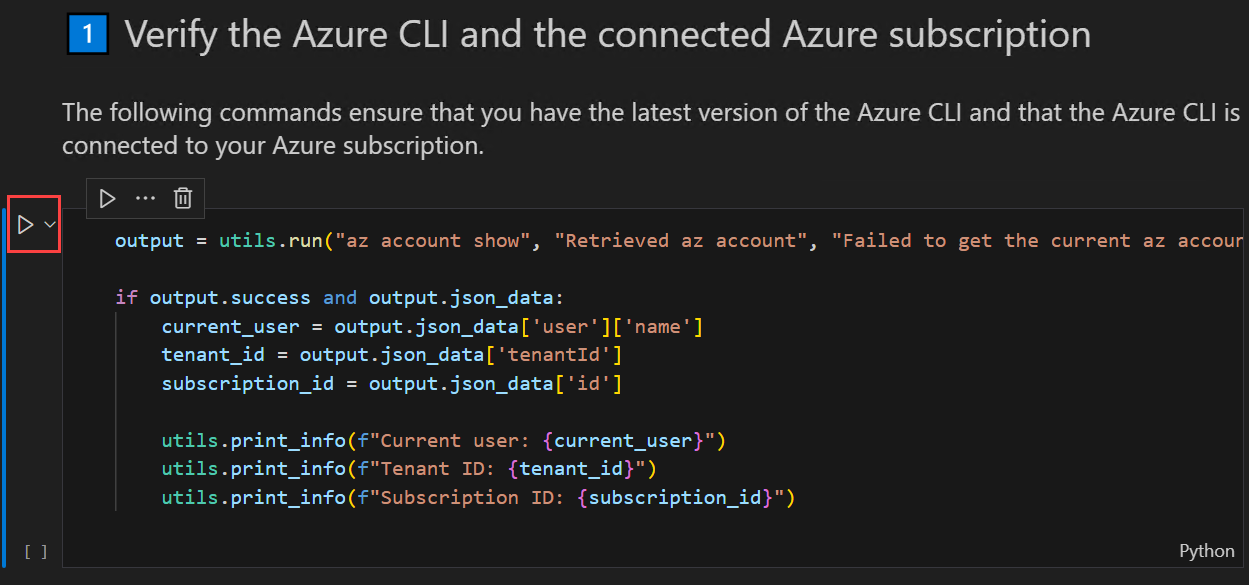 1 Verify the Azure CLI and the connected Azure subscription
The following commands ensure that you have the latest version of the Azure CLI and that the Azure CLI is
connected to your Azure subscription.
output = utils.run("az account show", "Retrieved az account", "Failed to get the current az accour
if output.success and output.json_data:
current_user = output.json_data['user']['name']
tenant_id = output.json_data['tenantId']
subscription_id = output.json_data['id']
utils.print_info(f"Current user: {current_user}")
utils.print_info(f"Tenant ID: {tenant_id}")
utils.print_info(f"Subscription ID: {subscription_id}")
[ ]
Python